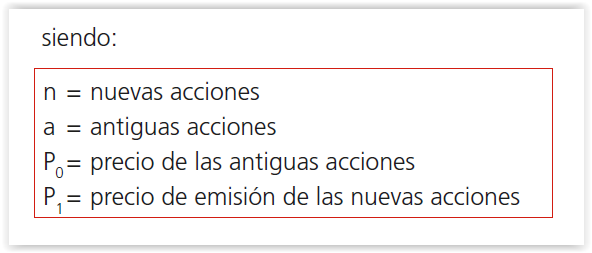 siendo:
n = nuevas acciones
a = antiguas acciones
P₀= precio de las antiguas acciones
P₁= precio de emisión de las nuevas acciones